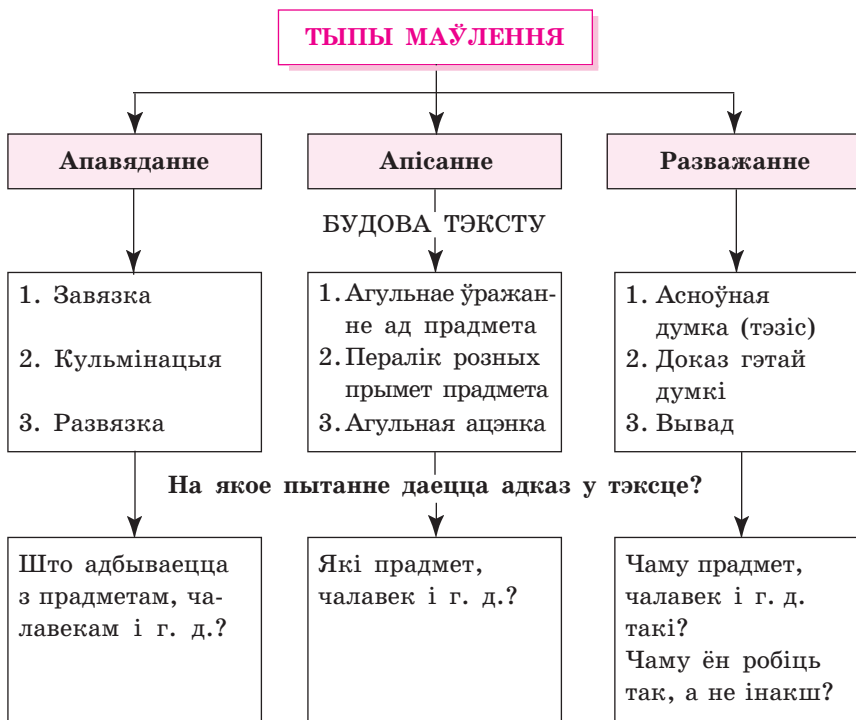 ТЫПЫ МАЎЛЕННЯ
Апавяданне
Апісанне
Разважанне
БУДОВА ТЭКСТУ
1. Завязка
2. Кульмінацыя
3. Развязка
1. Агульнае ўражан-
не ад прадмета
2. Пералік розных
прымет прадмета
3. Агульная ацэнка
1. Асноўная
думка (тэзіс)
2. Доказ гэтай
думкі
3. Вывад
На якое пытанне даецца адказ у тэксце?
Што адбываецца
з прадметам, ча-
лавекам і г. д.?
Які прадмет,
чалавек і г. д.?
Чаму прадмет,
чалавек і г. д.
такі?
Чаму ён робіць
так, а не інакш?